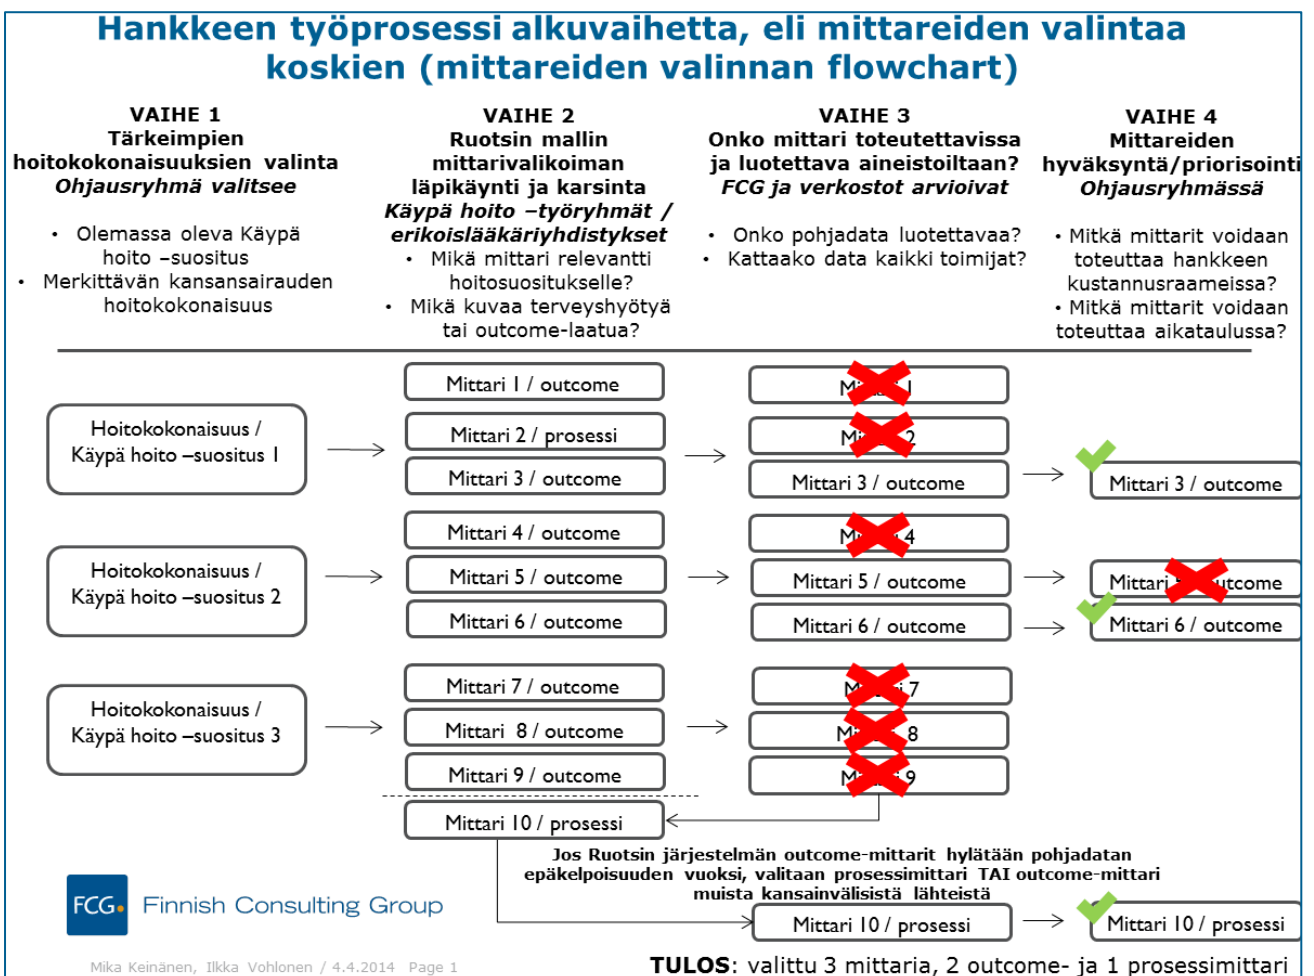 Hankkeen työprosessi alkuvaihetta, eli mittareiden valintaa
koskien (mittareiden valinnan flowchart)
VAIHE 1
Tärkeimpien
hoitokokonaisuuksien valinta
Ohjausryhmä valitsee
• Olemassa oleva Käypä
hoito –suositus
• Merkittävän kansansairauden
hoitokokonaisuus
VAIHE 2
Ruotsin mallin
mittarivalikoiman
läpikäynti ja karsinta
Käypä hoito –työryhmät /
erikoislääkäriyhdistykset
• Mikä mittari relevantti
hoitosuositukselle?
• Mikä kuvaa terveyshyötyä
tai outcome-laatua?
VAIHE 3
Onko mittari toteutettavissa
ja luotettava aineistoiltaan?
FCG ja verkostot arvioivat
• Onko pohjadata luotettavaa?
• Kattaako data kaikki toimijat?
VAIHE 4
Mittareiden
hyväksyntä/priorisointi
Ohjausryhmässä
• Mitkä mittarit voidaan
toteuttaa hankkeen
kustannusraameissa?
• Mitkä mittarit voidaan
toteuttaa aikataulussa?
Hoitokokonaisuus /
Käypä hoito –suositus 1
Mittari 1 / outcome
Mittari 2 / prosessi
Mittari 3 / outcome
1
2
Mittari 3 / outcome
Mittari 3 / outcome
Hoitokokonaisuus /
Käypä hoito –suositus 2
Mittari 4 / outcome
Mittari 5 / outcome
Mittari 6 / outcome
4
Mittari 5 / outcome
Mittari 6 / outcome
Mittari outcome
Mittari 6 / outcome
Hoitokokonaisuus /
Käypä hoito –suositus 3
Mittari 7 / outcome
Mittari 8 / outcome
Mittari 9 / outcome
Mittari 10 / prosessi
7
8
9
Jos Ruotsin järjestelmän outcome-mittarit hylätään pohjadatan
epäkelpoisuuden vuoksi, valitaan prosessimittari TAI outcome-mittari
muista kansainvälisistä lähteistä
Mittari 10 / prosessi
Mittari 10 / prosessi
FCG. Finnish Consulting Group
Mika Keinänen, Ilkka Vohlonen / 4.4.2014 Page 1
TULOS: valittu 3 mittaria, 2 outcome- ja 1 prosessimittari